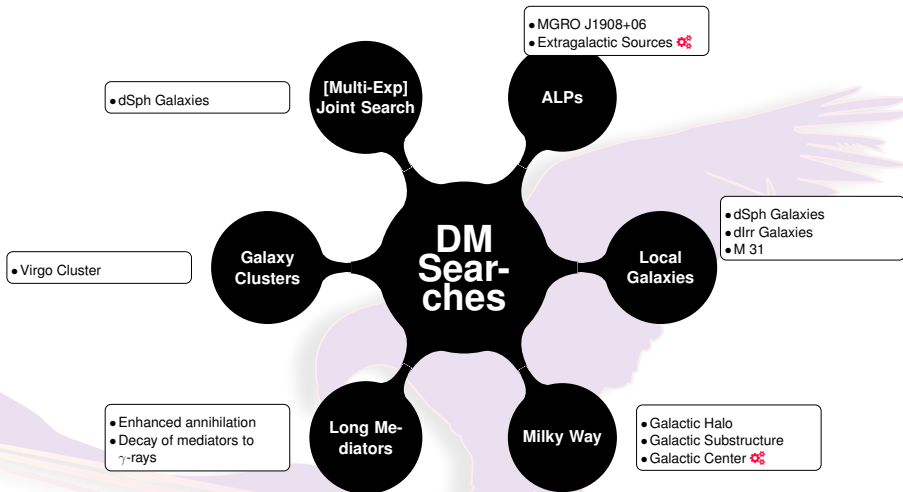 • MGRO J1908+06
• Extragalactic Sources
[Multi-Exp]
Joint Search
ALPs
• dSph Galaxies
DM
Sear-
ches
• dSph Galaxies
• dIrr Galaxies
• M 31
Galaxy
Clusters
Local
Galaxies
• Virgo Cluster
• Enhanced annihilation
• Decay of mediators to
γ-rays
Long Me-
diators
Milky Way
• Galactic Halo
• Galactic Substructure
• Galactic Center